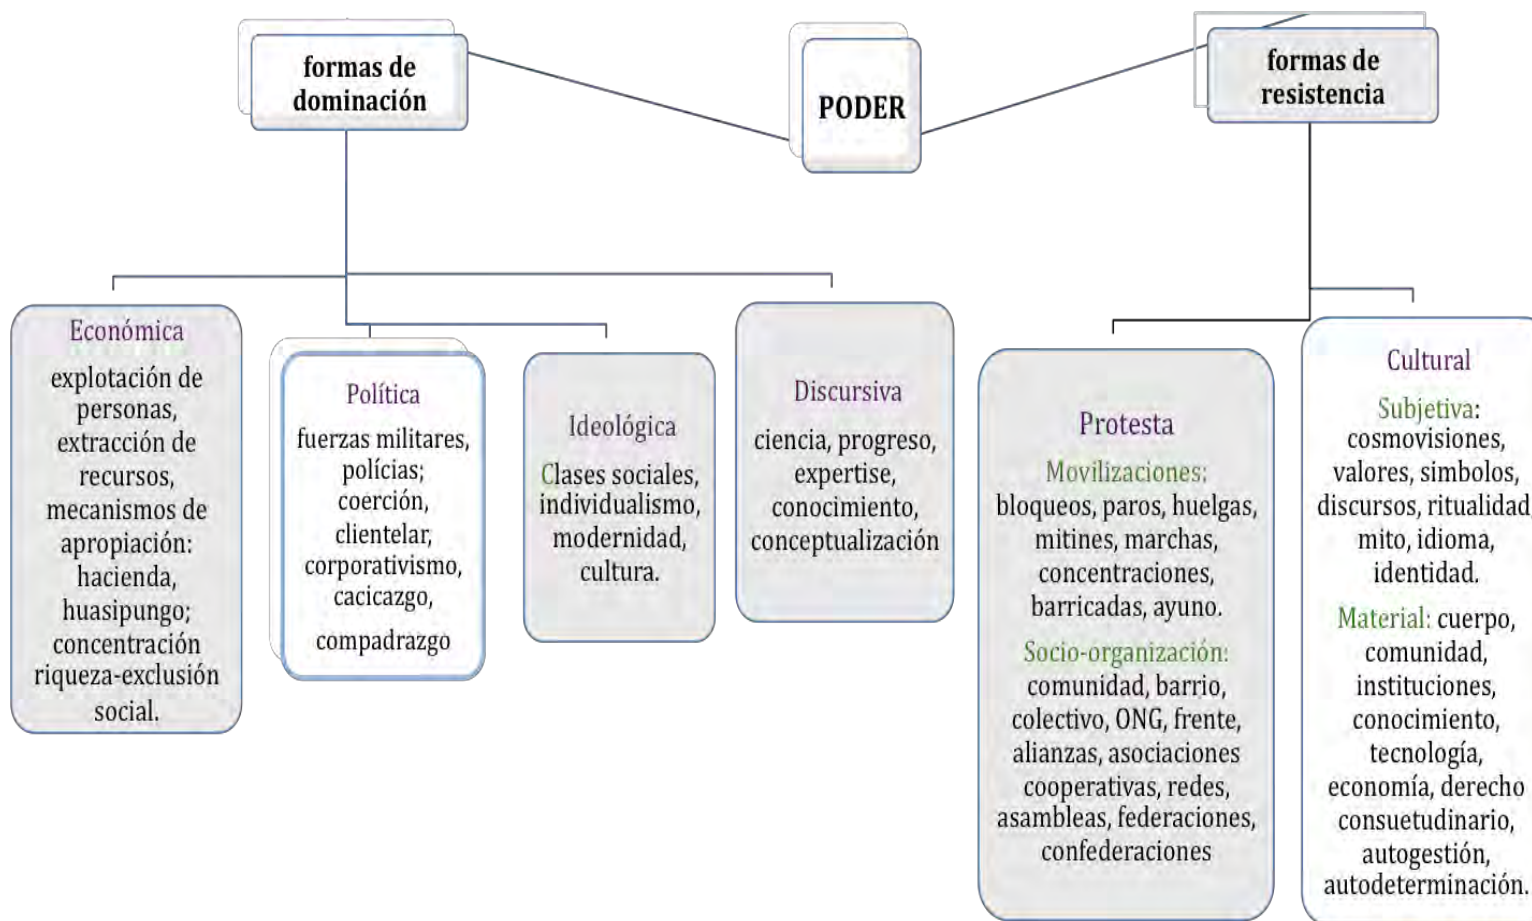 formas de
dominación
PODER
formas de
resistencia
Económica
explotación de
personas,
extracción de
recursos,
mecanismos de
apropiación:
hacienda,
huasipungo;
concentración
riqueza-exclusión
social.
Política
fuerzas militares,
polícias;
coerción,
clientelar,
corporativismo,
cacicazgo,
compadrazgo
Ideológica
Clases sociales,
individualismo,
modernidad,
cultura.
Discursiva
ciencia, progreso,
expertise,
conocimiento,
conceptualización
Protesta
Movilizaciones:
bloqueos, paros, huelgas,
mitines, marchas,
concentraciones,
barricadas, ayuno.
Socio-organización:
comunidad, barrio,
colectivo, ONG, frente,
alianzas, asociaciones
cooperativas, redes,
asambleas, federaciones,
confederaciones
Cultural
Subjetiva:
cosmovisiones,
valores, simbolos,
discursos, ritualidad
mito, idioma,
identidad.
Material: cuerpo,
comunidad,
instituciones,
conocimiento,
tecnología,
economía, derecho
consuetudinario,
autogestión,
autodeterminación.